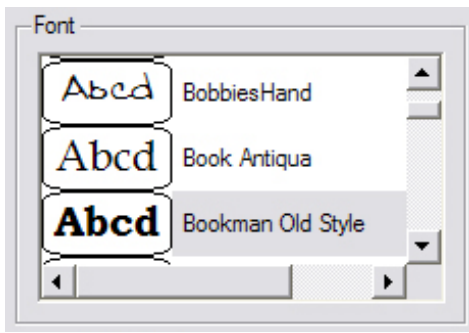 Font
Abcd BobbiesHand
Abcd Book Antiqua
Abcd Bookman Old Style